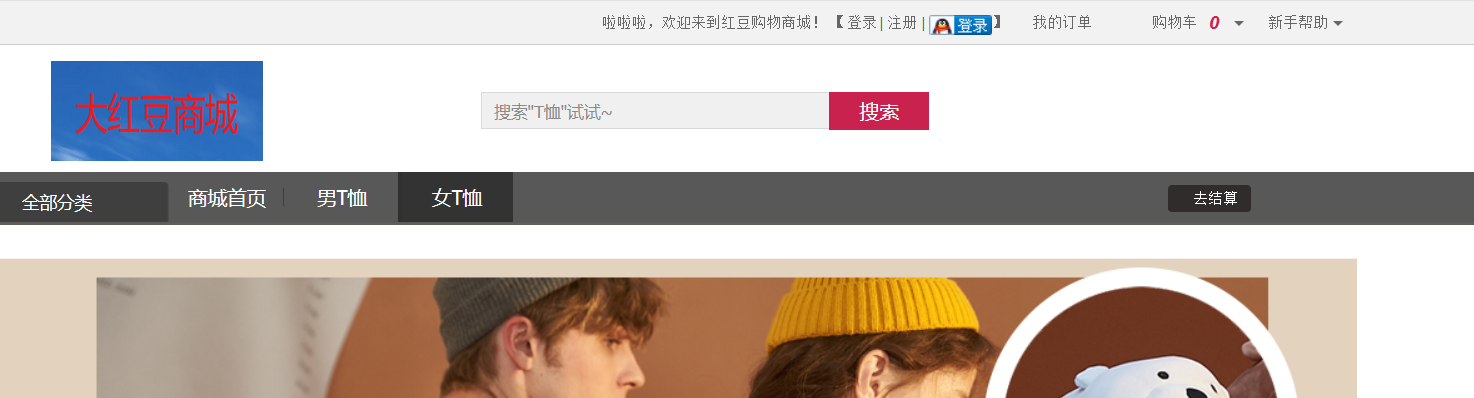 啦啦啦，欢迎来到红豆购物商城！【 登录 | 注册 | 登录 】 我的订单 购物车 0 新手帮助
大红豆商城
搜索"T恤"试试~ 搜索
全部分类 商城首页 男T恤 女T恤 去结算